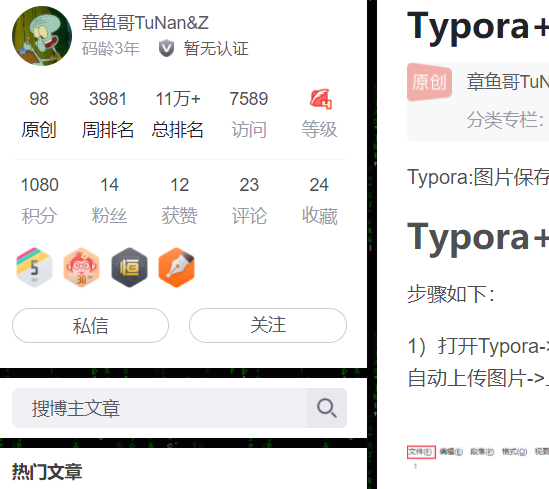 章鱼哥TuNan&Z
码龄3年 暂无认证
98 3981 11万+ 7589
原创 周排名 总排名 访问 等级
1080 14 12 23 24
积分 粉丝 获赞 评论 收藏
5 30
恒
私信 关注
搜博主文章
热门文章
Typora+
原创 章鱼哥TuN
分类专栏：
Typora:图片保存
Typora+
步骤如下：
1）打开Typora->
自动上传图片->
文件(F) 编辑(E) 段落(P) 格式(O) 视图
1